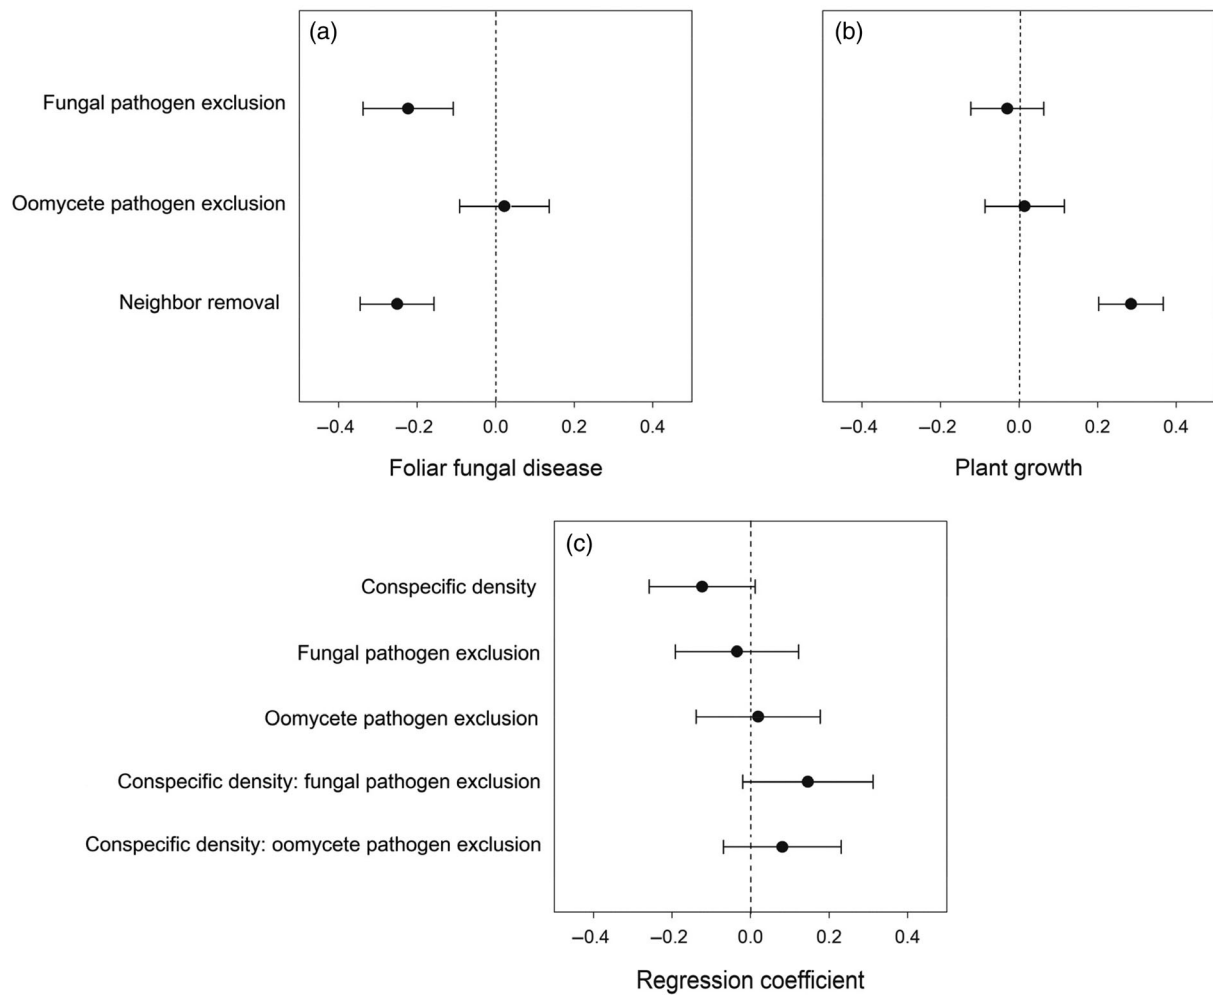 (a)
(b)
Fungal pathogen exclusion
Oomycete pathogen exclusion
Neighbor removal
–0.4 –0.2 0.0 0.2 0.4
–0.4 –0.2 0.0 0.2 0.4
Foliar fungal disease
Plant growth
(c)
Conspecific density
Fungal pathogen exclusion
Oomycete pathogen exclusion
Conspecific density: fungal pathogen exclusion
Conspecific density: oomycete pathogen exclusion
–0.4 –0.2 0.0 0.2 0.4
Regression coefficient